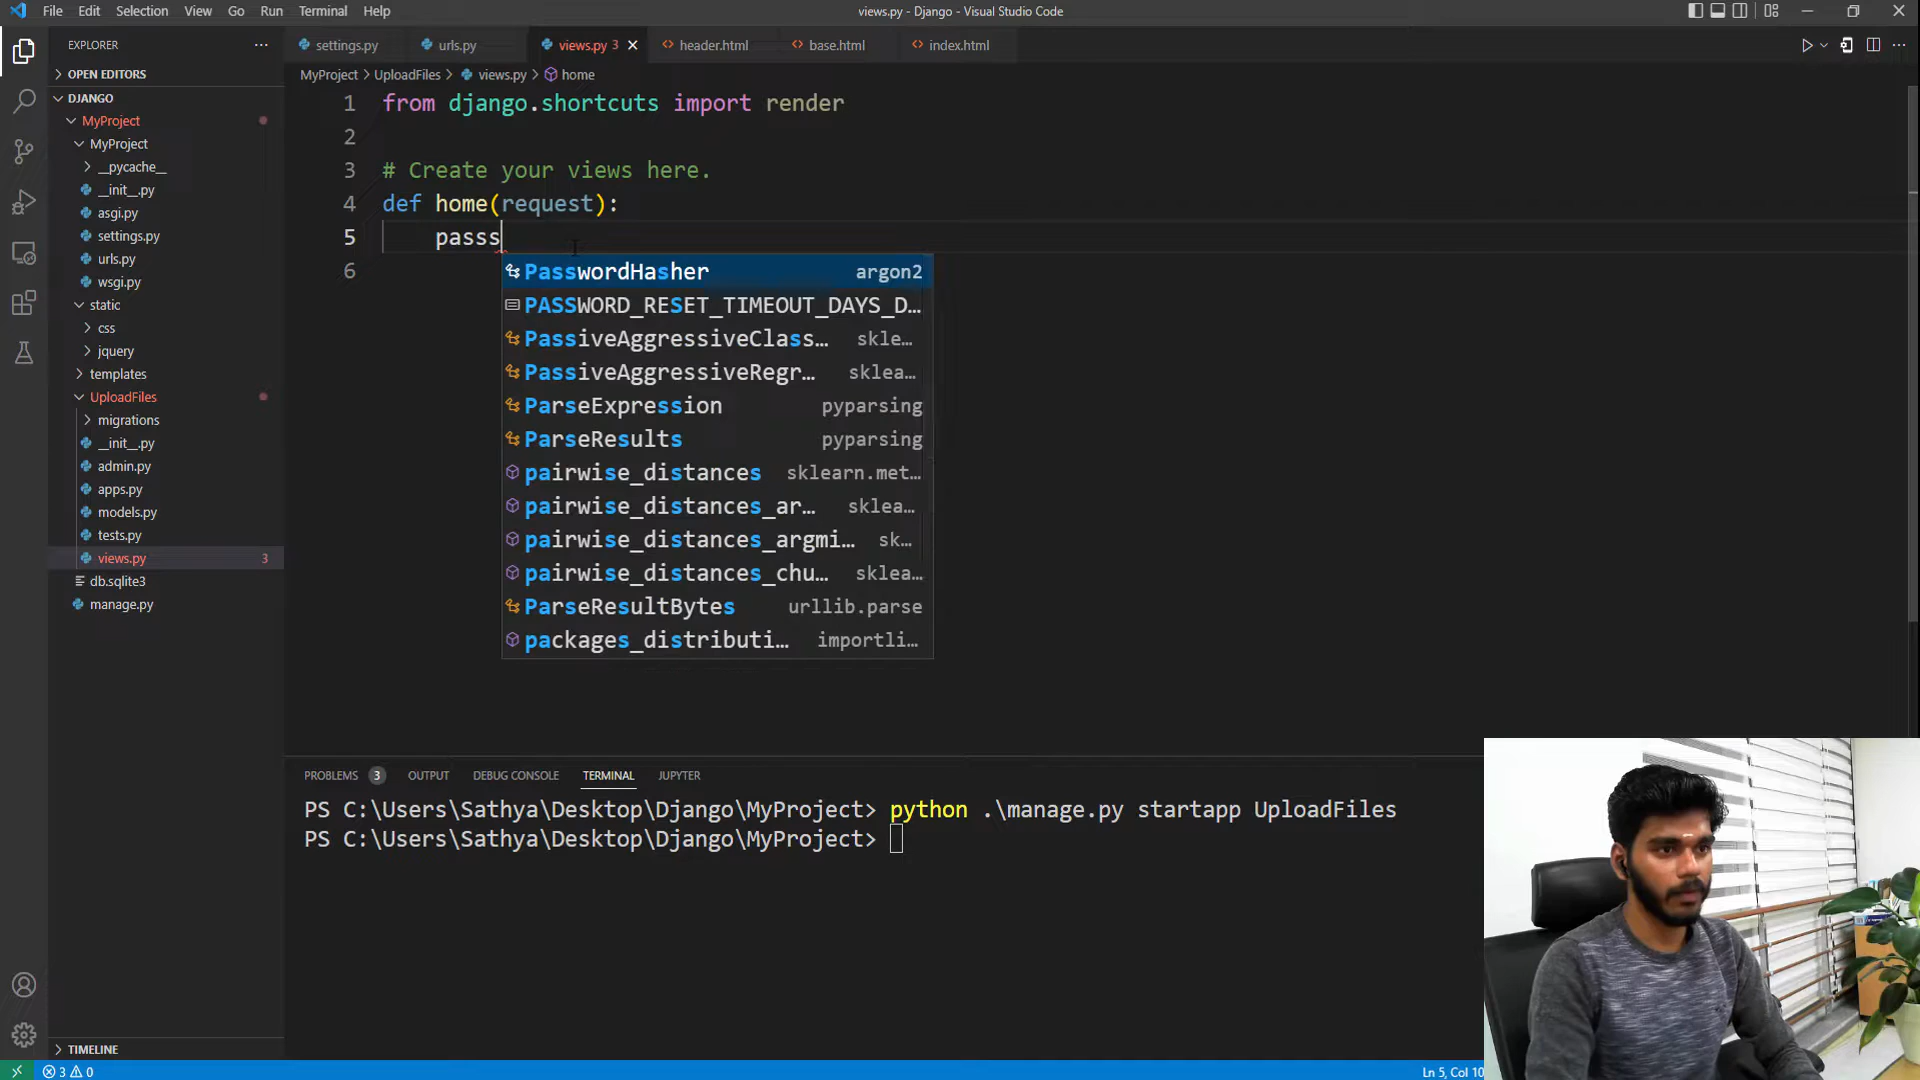 File Edit Selection View Go Run Terminal Help
views.py - Django - Visual Studio Code
EXPLORER
OPEN EDITORS
DJANGO
MyProject
MyProject
__pycache__
__init__.py
asgi.py
settings.py
urls.py
wsgi.py
static
css
jquery
templates
UploadFiles
migrations
__init__.py
admin.py
apps.py
models.py
tests.py
views.py 3
db.sqlite3
manage.py
TIMELINE
settings.py urls.py views.py 3 header.html base.html index.html
MyProject > UploadFiles > views.py > home
1 from django.shortcuts import render
2
3 # Create your views here.
4 def home(request):
5 passs
6
PasswordHasher argon2
PASSWORD_RESET_TIMEOUT_DAYS_D...
PassiveAggressiveClass... skle...
PassiveAggressiveRegr... sklea...
ParseExpression pyparsing
ParseResults pyparsing
pairwise_distances sklearn.met...
pairwise_distances_ar... sklea...
pairwise_distances_argmi... sk...
pairwise_distances_chu... sklea...
ParseResultBytes urllib.parse
packages_distributi... importli...
PROBLEMS 3 OUTPUT DEBUG CONSOLE TERMINAL JUPYTER
PS C:\Users\Sathya\Desktop\Django\MyProject> python .\manage.py startapp UploadFiles
PS C:\Users\Sathya\Desktop\Django\MyProject>
3 0
Ln 5, Col 10